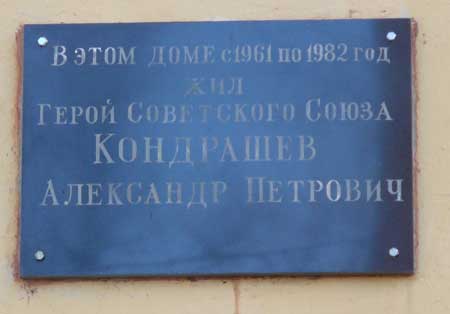 В ЭТОМ ДОМЕ С 1961 ПО 1982 ГОД
ЖИЛ
ГЕРОЙ СОВЕТСКОГО СОЮЗА
КОНДРАШЕВ
АЛЕКСАНДР ПЕТРОВИЧ